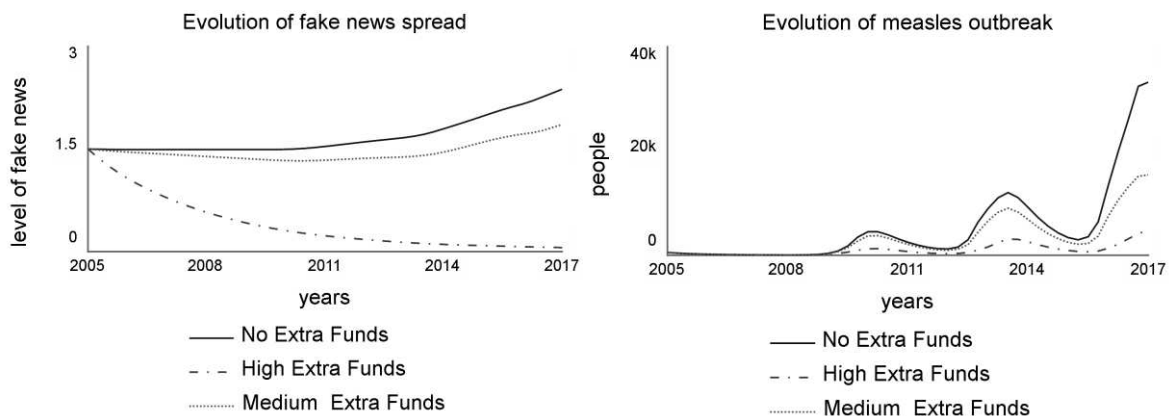 Evolution of fake news spread
3
1.5
0
level of fake news
2005 2008 2011 2014 2017
years
No Extra Funds
High Extra Funds
Medium Extra Funds
Evolution of measles outbreak
40k
20k
0
people
2005 2008 2011 2014 2017
years
No Extra Funds
High Extra Funds
Medium Extra Funds